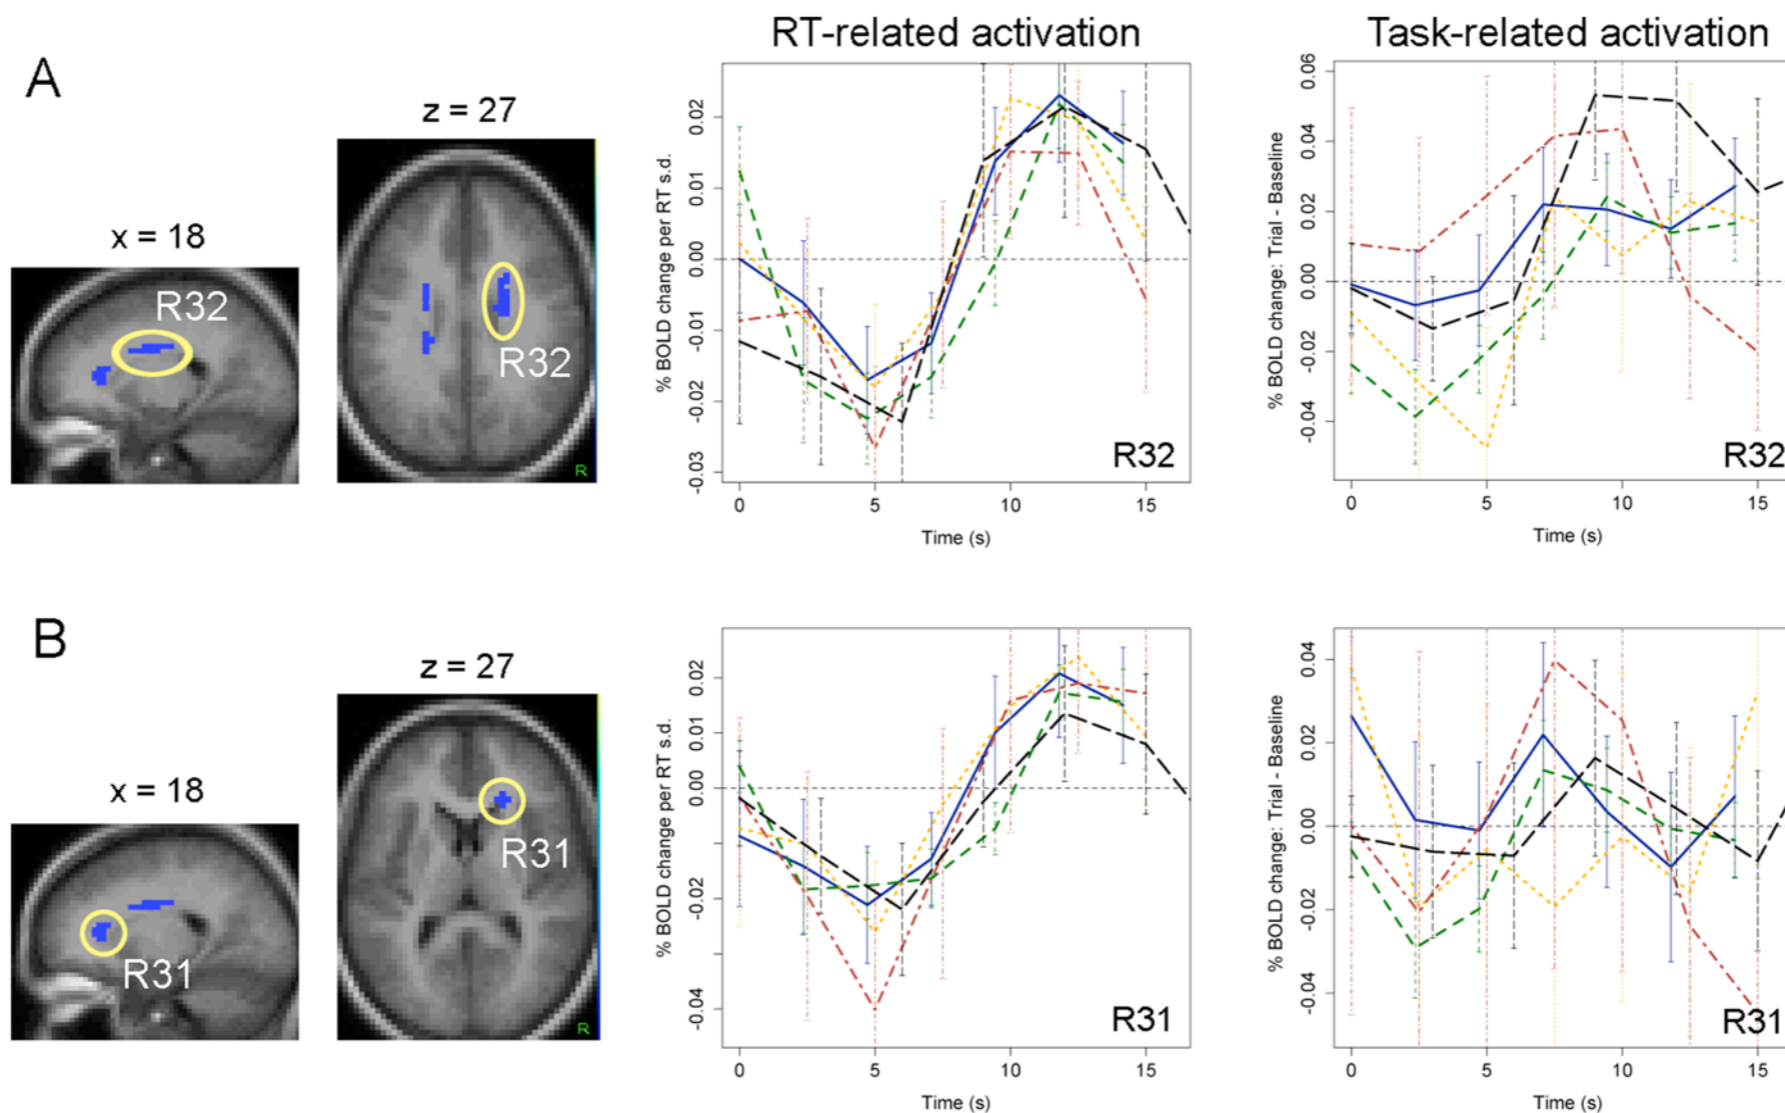 RT-related activation
Task-related activation
A
x = 18
R32
z = 27
R32
R
% BOLD change per RT s.d.
0.02
0.01
0.00
-0.01
-0.02
-0.03
0
5
10
15
Time (s)
R32
% BOLD change: Trial - Baseline
0.06
0.04
0.02
0.00
-0.02
-0.04
0
5
10
15
Time (s)
R32
B
x = 18
R31
z = 27
R31
R
% BOLD change per RT s.d.
0.02
0.01
0.00
-0.02
-0.04
0
5
10
15
Time (s)
R31
% BOLD change: Trial - Baseline
0.04
0.02
0.00
-0.02
-0.04
0
5
10
15
Time (s)
R31